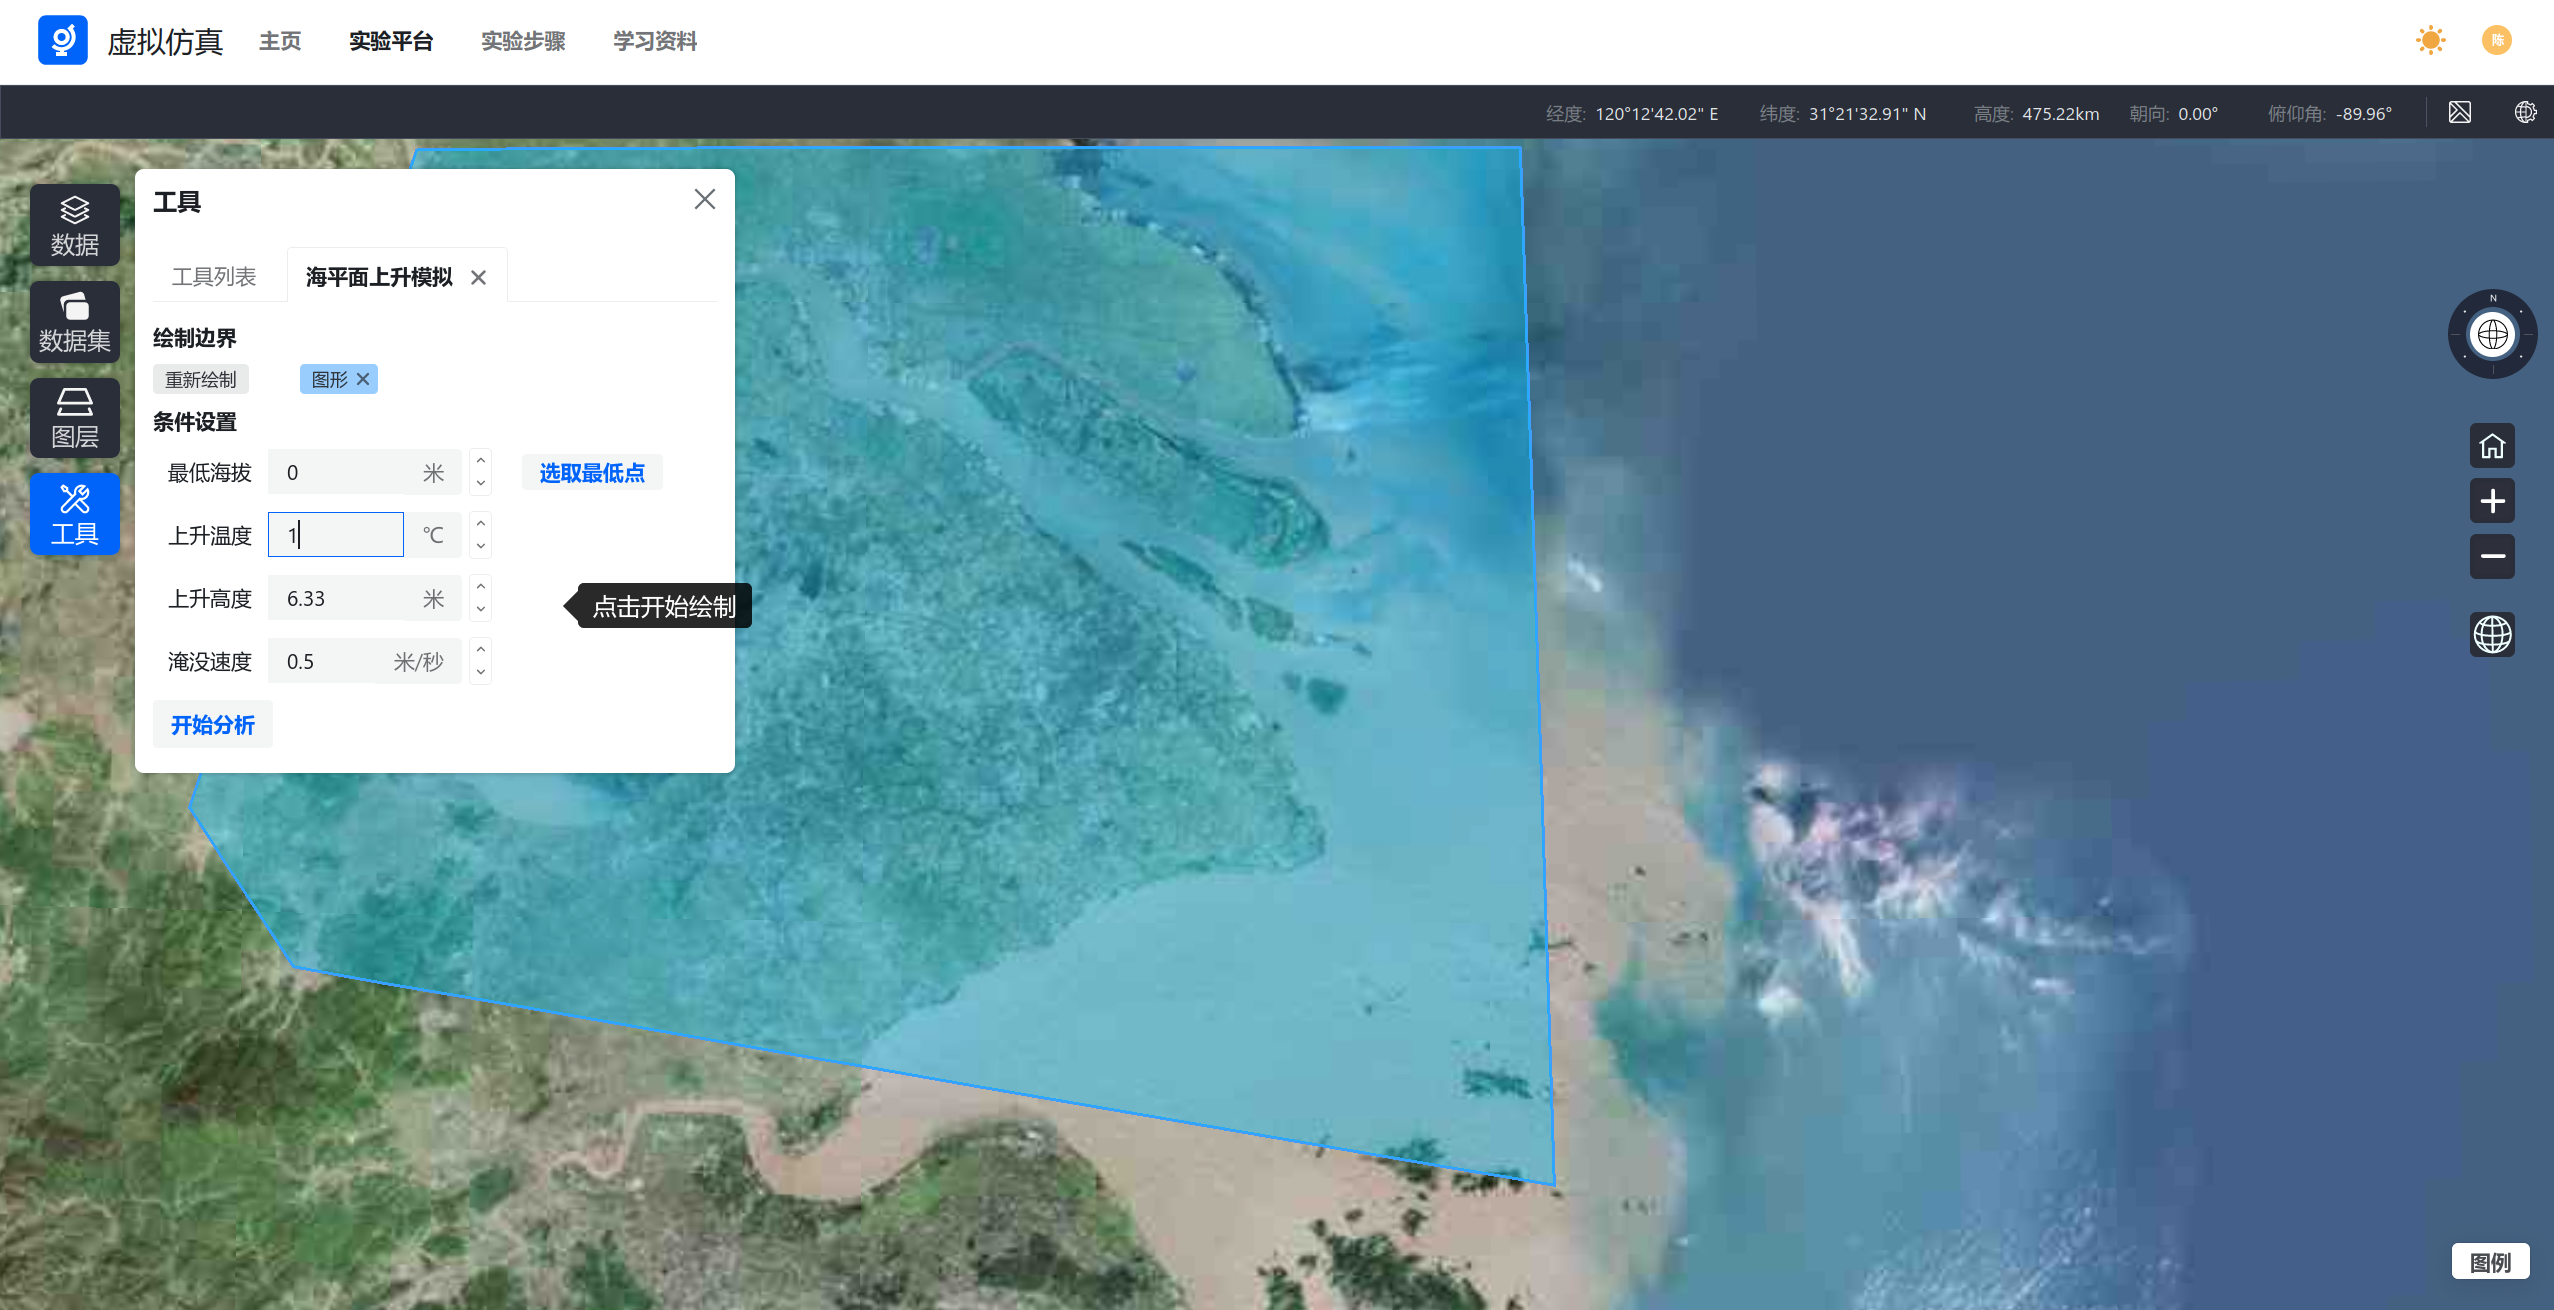 虚拟仿真 主页 实验平台 实验步骤 学习资料 陈
经度: 120°12'42.02" E 纬度: 31°21'32.91" N 高度: 475.22km 朝向: 0.00° 俯仰角: -89.96°
数据
数据集
图层
工具
工具
工具列表 海平面上升模拟
绘制边界
重新绘制 图形
条件设置
最低海拔 0 米 选取最低点
上升温度 1 ℃
上升高度 6.33 米
点击开始绘制
淹没速度 0.5 米/秒
开始分析
N
图例